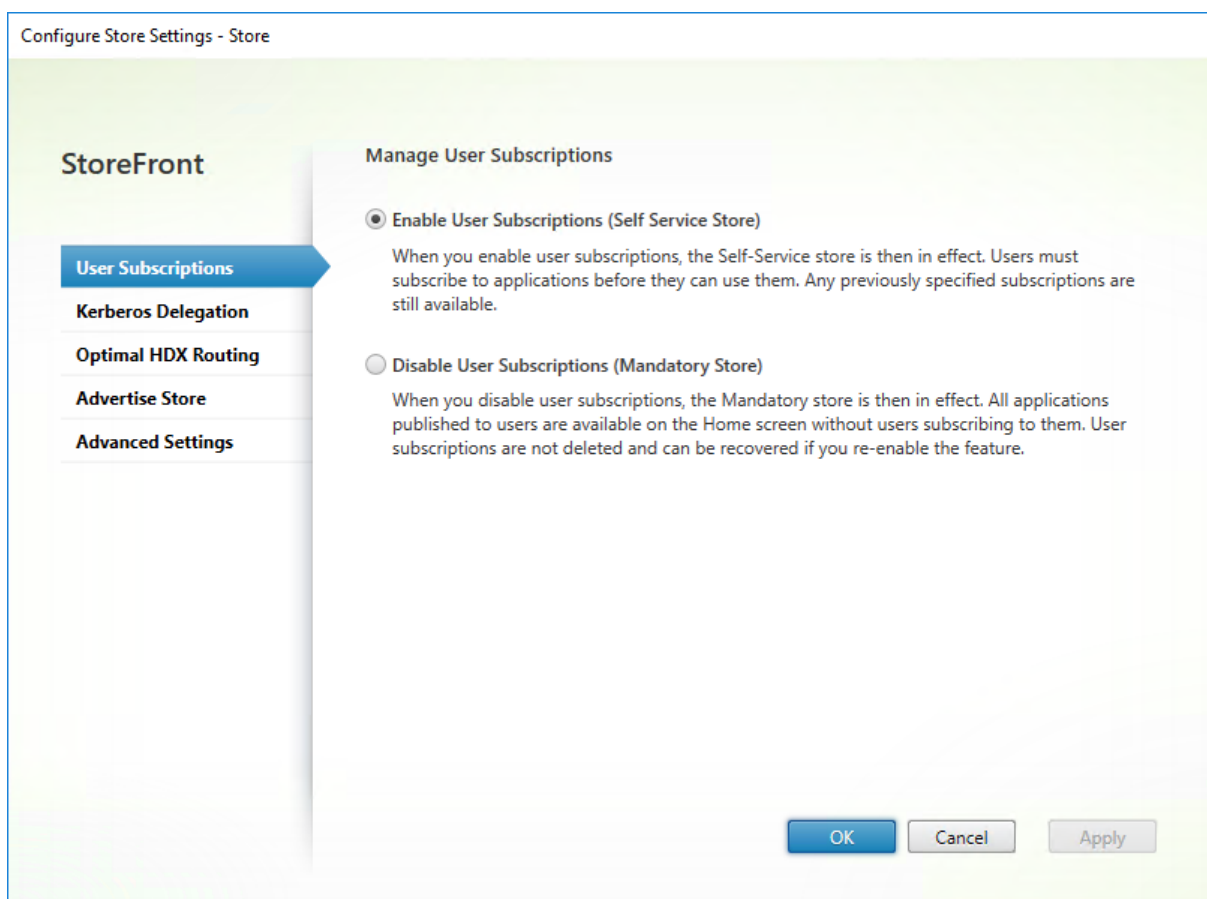 Configure Store Settings - Store
StoreFront
User Subscriptions
Kerberos Delegation
Optimal HDX Routing
Advertise Store
Advanced Settings
Manage User Subscriptions
Enable User Subscriptions (Self Service Store)
When you enable user subscriptions, the Self-Service store is then in effect. Users must
subscribe to applications before they can use them. Any previously specified subscriptions are
still available.
Disable User Subscriptions (Mandatory Store)
When you disable user subscriptions, the Mandatory store is then in effect. All applications
published to users are available on the Home screen without users subscribing to them. User
subscriptions are not deleted and can be recovered if you re-enable the feature.
OK
Cancel
Apply